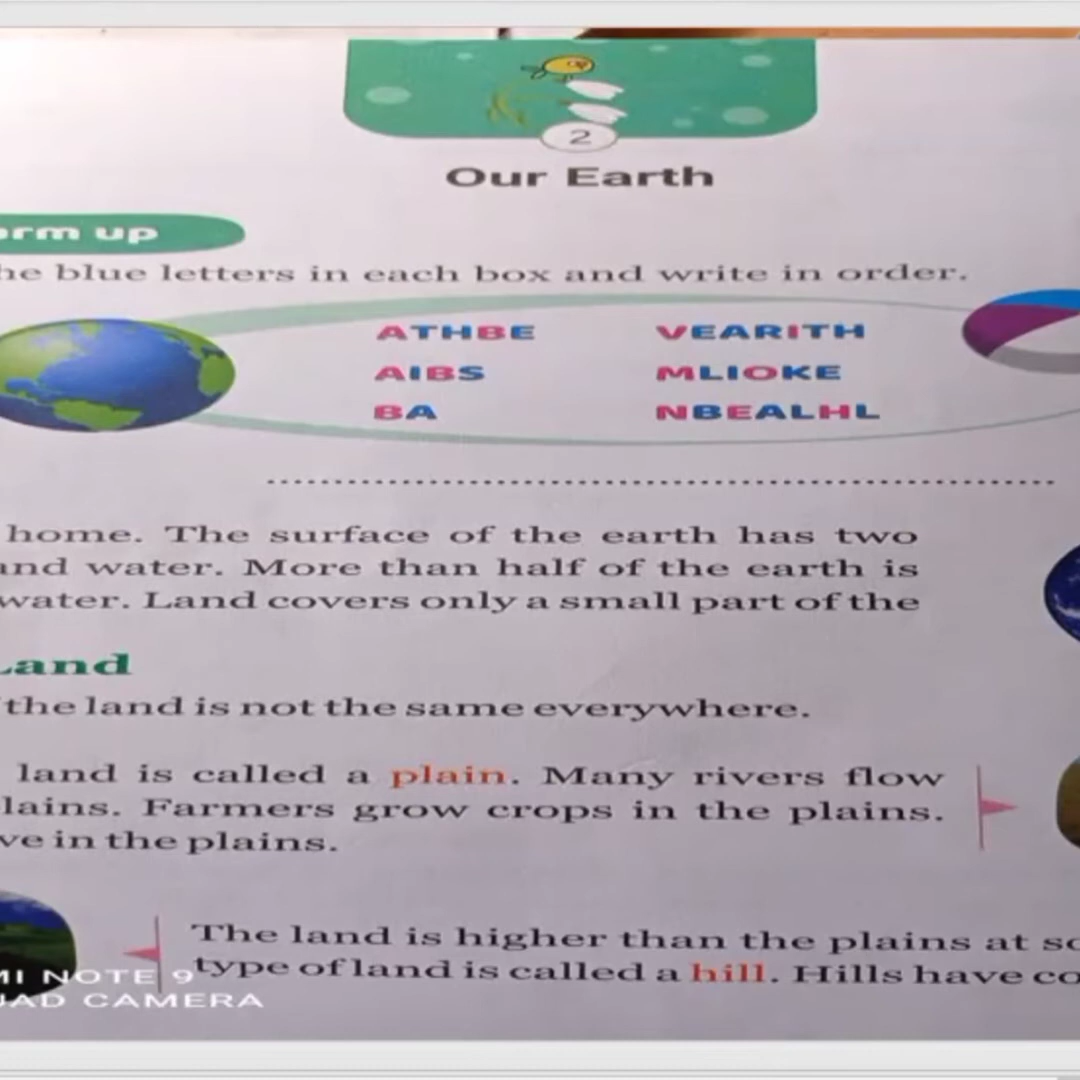 2
Our Earth
orm up
he blue letters in each box and write in order.
ATHBE VEARITH
AIBS MLIOKE
BA NBEALHL
home. The surface of the earth has two
and water. More than half of the earth is
water. Land covers only a small part of the
Land
the land is not the same everywhere.
land is called a plain. Many rivers flow
lains. Farmers grow crops in the plains.
ve in the plains.
The land is higher than the plains at so
type of land is called a hill. Hills have co
MI NOTE 9
UAD CAMERA